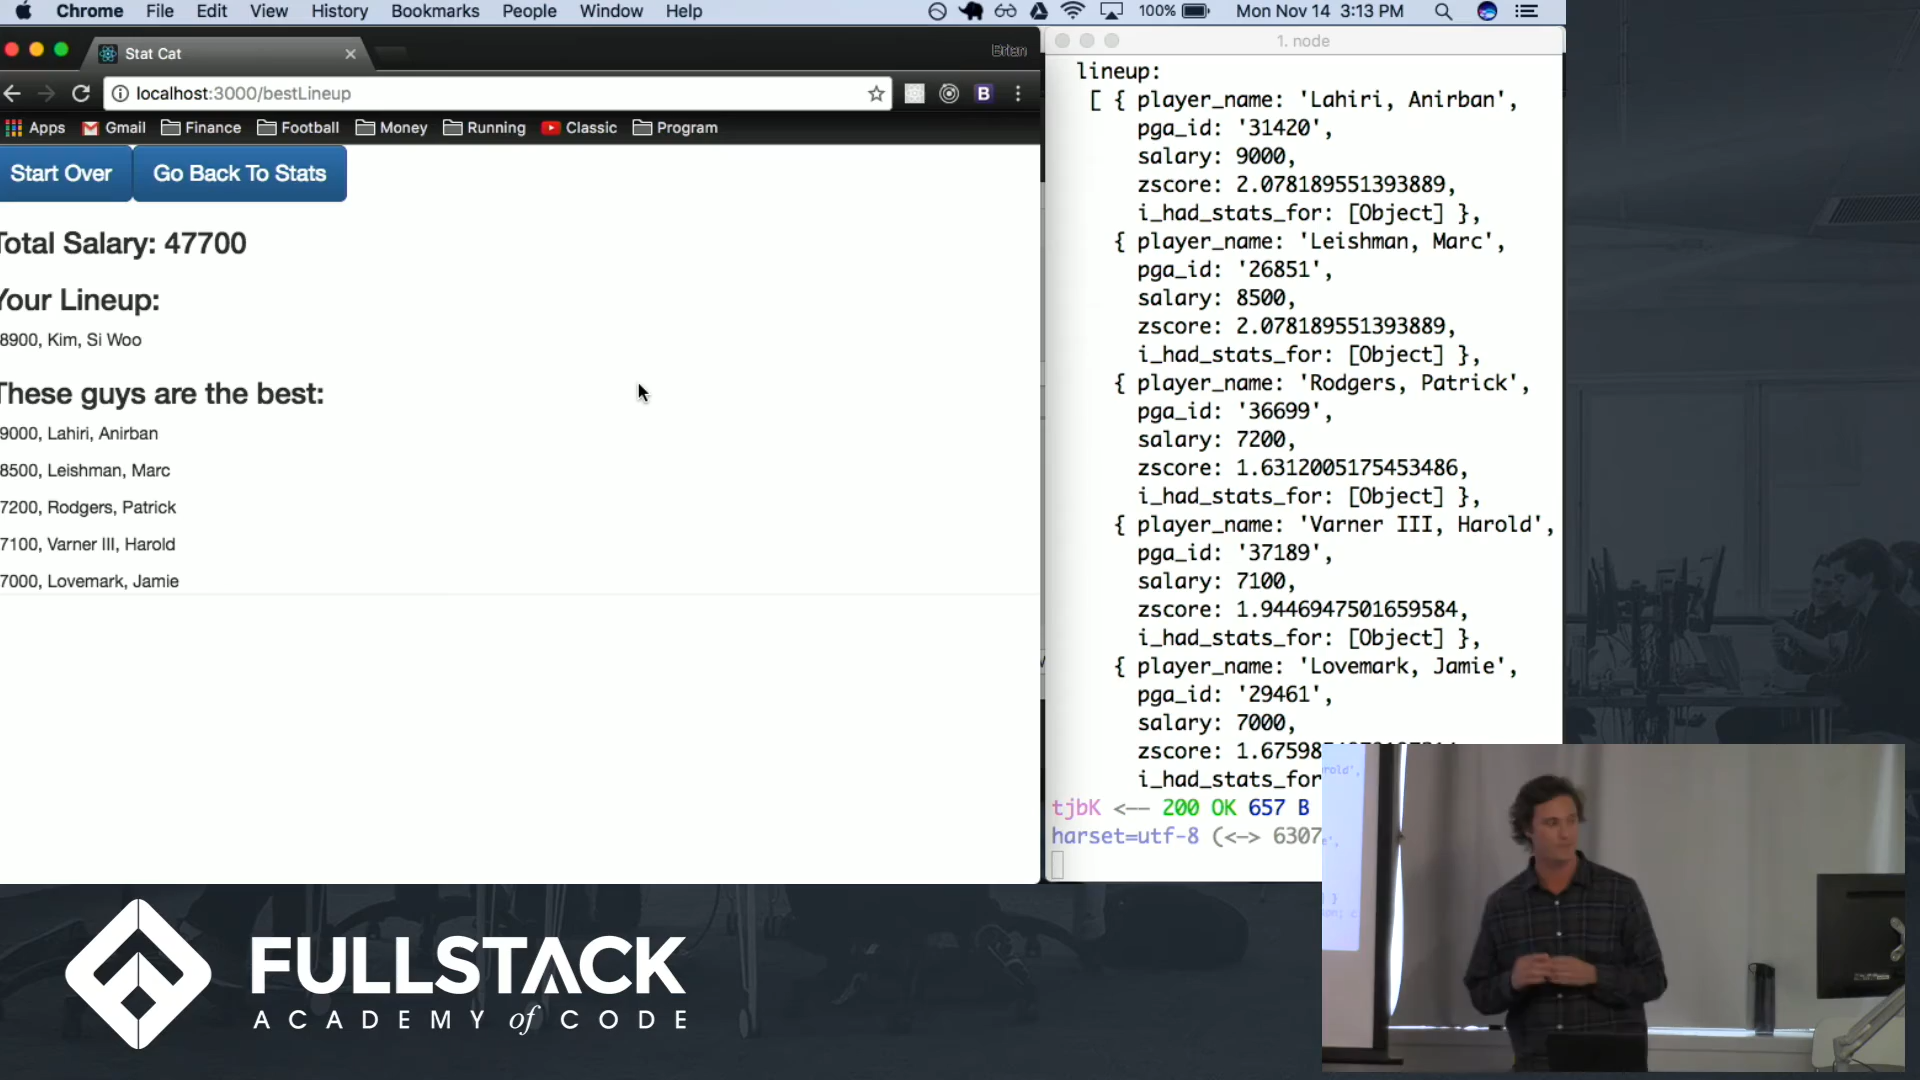 Chrome File Edit View History Bookmarks People Window Help 100% Mon Nov 14 3:13 PM
Stat Cat
Brian
localhost:3000/bestLineup
Apps Gmail Finance Football Money Running Classic Program
Start Over Go Back To Stats
Total Salary: 47700
Your Lineup:
8900, Kim, Si Woo
These guys are the best:
9000, Lahiri, Anirban
8500, Leishman, Marc
7200, Rodgers, Patrick
7100, Varner III, Harold
7000, Lovemark, Jamie
1. node
lineup:
[ { player_name: 'Lahiri, Anirban',
pga_id: '31420',
salary: 9000,
zscore: 2.078189551393889,
i_had_stats_for: [Object] },
{ player_name: 'Leishman, Marc',
pga_id: '26851',
salary: 8500,
zscore: 2.078189551393889,
i_had_stats_for: [Object] },
{ player_name: 'Rodgers, Patrick',
pga_id: '36699',
salary: 7200,
zscore: 1.6312005175453486,
i_had_stats_for: [Object] },
{ player_name: 'Varner III, Harold',
pga_id: '37189',
salary: 7100,
zscore: 1.9446947501659584,
i_had_stats_for: [Object] },
{ player_name: 'Lovemark, Jamie',
pga_id: '29461',
salary: 7000,
zscore: 1.67598
i_had_stats_for
tjbK <-- 200 OK 657 B
harset=utf-8 (<-> 6307
FULLSTACK
ACADEMY of CODE